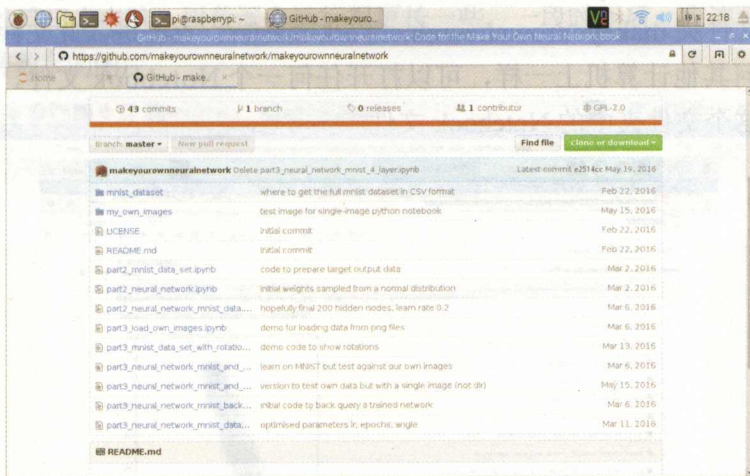 pi@raspberrypi: ~
GitHub - makeyouro...
19 %
22:18
GitHub - makeyourownneuralnetwork/makeyourownneuralnetwork: Code for the Make Your Own Neural Network book
https://github.com/makeyourownneuralnetwork/makeyourownneuralnetwork
Home
GitHub - make..
43 commits
1 branch
0 releases
1 contributor
GPL-2.0
Branch: master
New pull request
Find file
Clone or download
makeyourownneuralnetwork Delete part3_neural_network_mnist_4_layer.ipynb
Latest commit e2514cc May 19, 2016
mnist_dataset where to get the full mnist dataset in CSV format Feb 22, 2016
my_own_images test image for single-image python notebook May 15, 2016
LICENSE Initial commit Feb 22, 2016
README.md Initial commit Feb 22, 2016
part2_mnist_data_set.ipynb code to prepare target output data Mar 2, 2016
part2_neural_network.ipynb initial weights sampled from a normal distribution Mar 2, 2016
part2_neural_network_mnist_data.... hopefully final 200 hidden nodes, learn rate 0.2 Mar 6, 2016
part3_load_own_images.ipynb demo for loading data from png files Mar 6, 2016
part3_mnist_data_set_with_rotatio... demo code to show rotations Mar 13, 2016
part3_neural_network_mnist_and_... learn on MNIST but test against our own images Mar 6, 2016
part3_neural_network_mnist_and_... version to test own data but with a single image (not dir) May 15, 2016
part3_neural_network_mnist_back... initial code to back query a trained network Mar 6, 2016
part3_neural_network_mnist_data,... optimised parameters lr, epochs, angle Mar 11, 2016
README.md